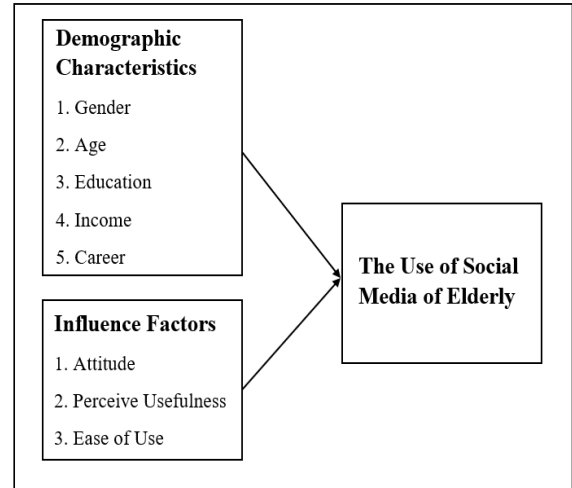 Demographic
Characteristics
1. Gender
2. Age
3. Education
4. Income
5. Career
Influence Factors
1. Attitude
2. Perceive Usefulness
3. Ease of Use
The Use of Social
Media of Elderly